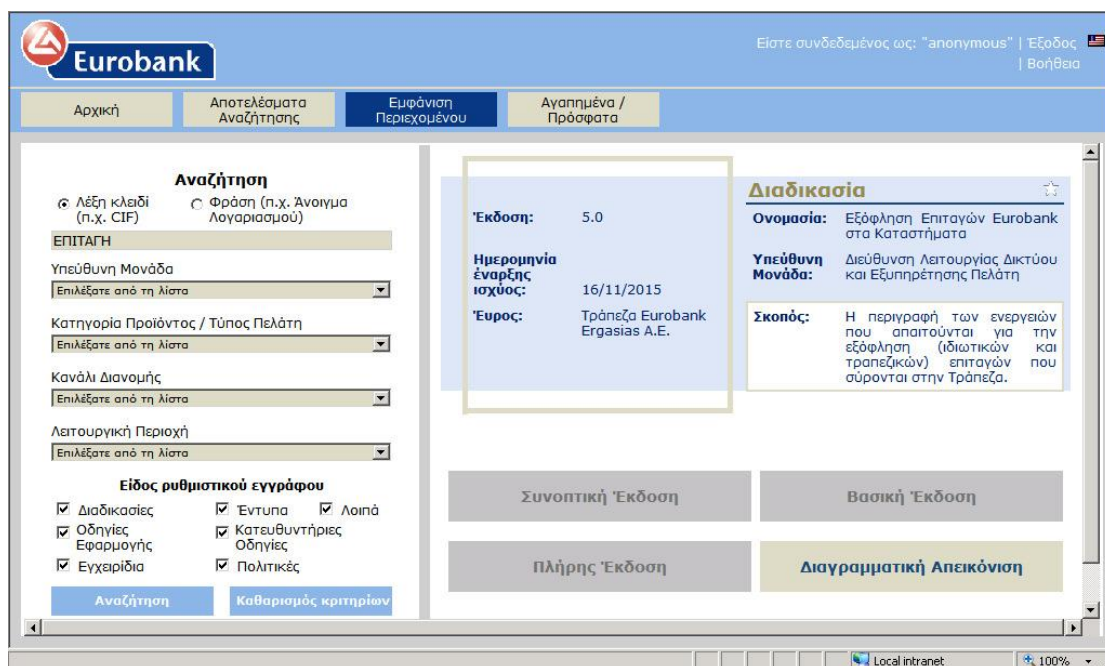 Eurobank
Είστε συνδεδεμένος ως: "anonymous" | Έξοδος
| Βοήθεια
Αρχική
Αποτελέσματα
Αναζήτησης
Εμφάνιση
Περιεχομένου
Αγαπημένα /
Πρόσφατα
Αναζήτηση
Λέξη κλειδί
(π.χ. CIF)
Φράση (π.χ. Άνοιγμα
Λογαριασμού)
ΕΠΙΤΑΓΗ
Υπεύθυνη Μονάδα
Επιλέξατε από τη λίστα
Κατηγορία Προϊόντος / Τύπος Πελάτη
Επιλέξατε από τη λίστα
Κανάλι Διανομής
Επιλέξατε από τη λίστα
Λειτουργική Περιοχή
Επιλέξατε από τη λίστα
Είδος ρυθμιστικού εγγράφου
Διαδικασίες
Έντυπα
Λοιπά
Οδηγίες
Εφαρμογής
Κατευθυντήριες
Οδηγίες
Εγχειρίδια
Πολιτικές
Αναζήτηση
Καθαρισμός κριτηρίων
Έκδοση: 5.0
Ημερομηνία
έναρξης
ισχύος: 16/11/2015
Έυρος: Τράπεζα Eurobank
Ergasias Α.Ε.
Διαδικασία
Ονομασία: Εξόφληση Επιταγών Eurobank
στα Καταστήματα
Υπεύθυνη Διεύθυνση Λειτουργίας Δικτύου
Μονάδα: και Εξυπηρέτησης Πελάτη
Σκοπός: Η περιγραφή των ενεργειών
που απαιτούνται για την
εξόφληση (ιδιωτικών και
τραπεζικών) επιταγών που
σύρονται στην Τράπεζα.
Συνοπτική Έκδοση
Βασική Έκδοση
Πλήρης Έκδοση
Διαγραμματική Απεικόνιση
Local intranet
100%